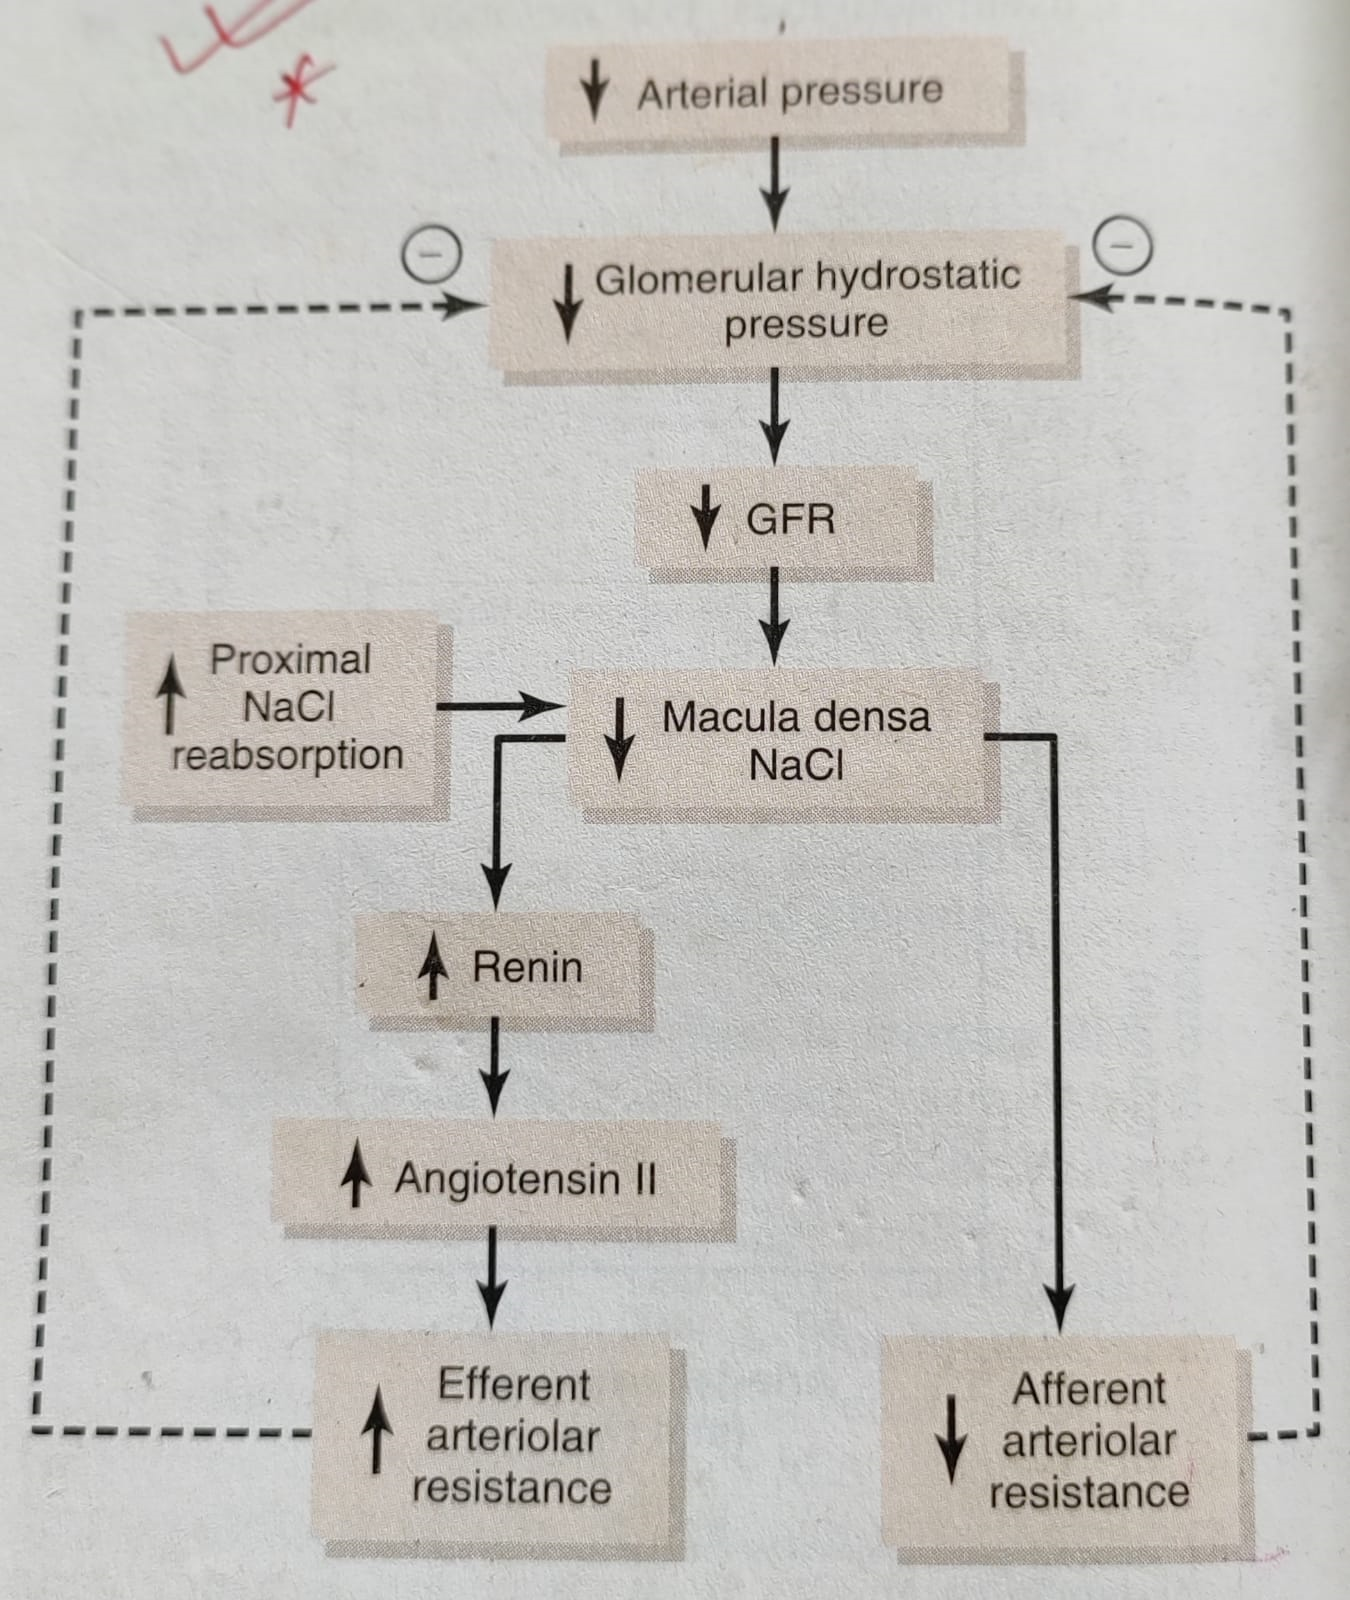 ↓ Arterial pressure
−
−
↓ Glomerular hydrostatic
pressure
↓ GFR
↑ Proximal
NaCl
reabsorption
↓ Macula densa
NaCl
↑ Renin
↑ Angiotensin II
↑ Efferent
arteriolar
resistance
↓ Afferent
arteriolar
resistance